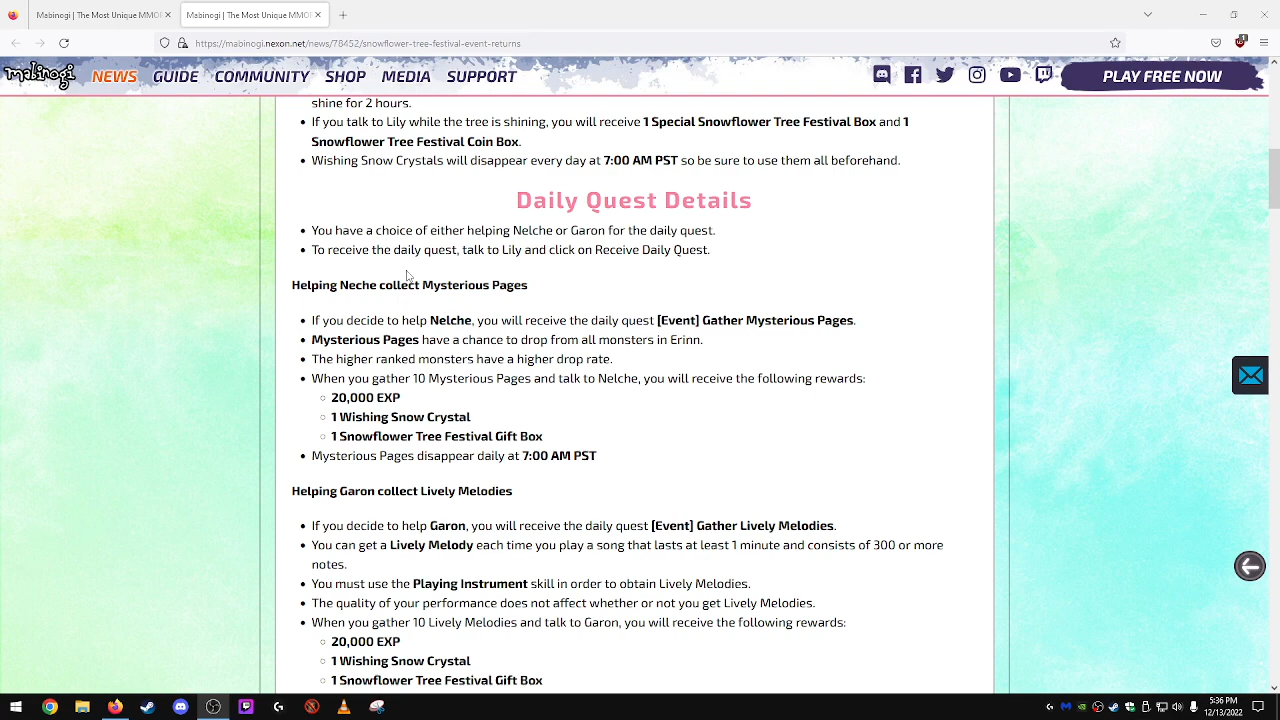 Mabinogi | The Most Unique MMOR
Mabinogi | The Most Unique MMOR
https://mabinogi.nexon.net/news/78452/snowflower-tree-festival-event-returns
mabinogi
NEWS GUIDE COMMUNITY SHOP MEDIA SUPPORT
PLAY FREE NOW
shine for 2 hours.
If you talk to Lily while the tree is shining, you will receive 1 Special Snowflower Tree Festival Box and 1
Snowflower Tree Festival Coin Box.
Wishing Snow Crystals will disappear every day at 7:00 AM PST so be sure to use them all beforehand.
Daily Quest Details
You have a choice of either helping Nelche or Garon for the daily quest.
To receive the daily quest, talk to Lily and click on Receive Daily Quest.
Helping Neche collect Mysterious Pages
If you decide to help Nelche, you will receive the daily quest [Event] Gather Mysterious Pages.
Mysterious Pages have a chance to drop from all monsters in Erinn.
The higher ranked monsters have a higher drop rate.
When you gather 10 Mysterious Pages and talk to Nelche, you will receive the following rewards:
20,000 EXP
1 Wishing Snow Crystal
1 Snowflower Tree Festival Gift Box
Mysterious Pages disappear daily at 7:00 AM PST
Helping Garon collect Lively Melodies
If you decide to help Garon, you will receive the daily quest [Event] Gather Lively Melodies.
You can get a Lively Melody each time you play a song that lasts at least 1 minute and consists of 300 or more
notes.
You must use the Playing Instrument skill in order to obtain Lively Melodies.
The quality of your performance does not affect whether or not you get Lively Melodies.
When you gather 10 Lively Melodies and talk to Garon, you will receive the following rewards:
20,000 EXP
1 Wishing Snow Crystal
1 Snowflower Tree Festival Gift Box
5:36 PM
12/13/2022